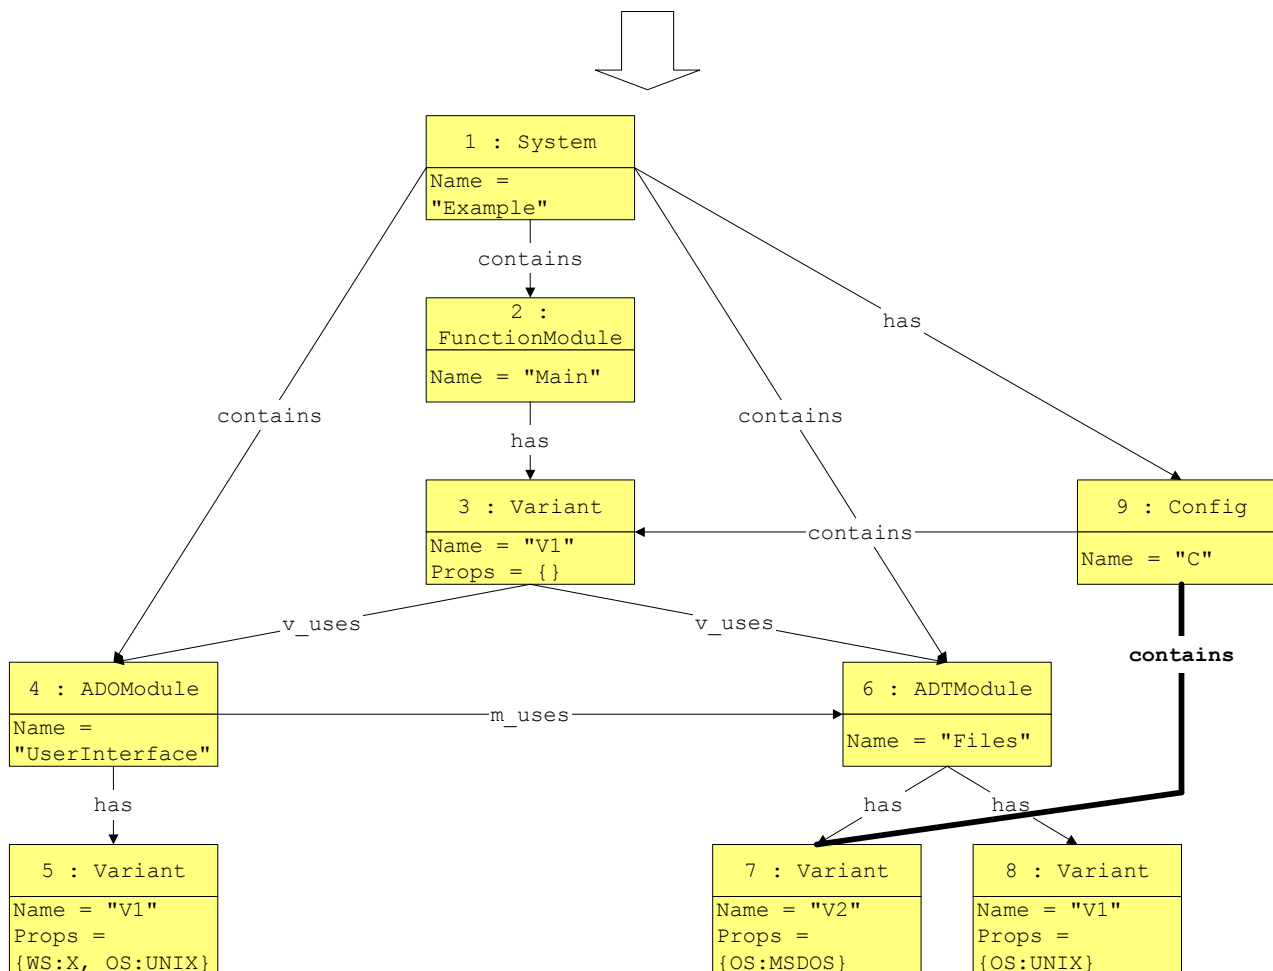 1 : System
Name =
"Example"
contains
has
2 :
FunctionModule
Name = "Main"
contains
contains
has
3 : Variant
Name = "V1"
Props = {}
contains
9 : Config
Name = "C"
v_uses
v_uses
contains
4 : ADOModule
Name =
"UserInterface"
m_uses
6 : ADTModule
Name = "Files"
has
has
has
5 : Variant
Name = "V1"
Props =
{WS:X, OS:UNIX}
7 : Variant
Name = "V2"
Props =
{OS:MSDOS}
8 : Variant
Name = "V1"
Props =
{OS:UNIX}